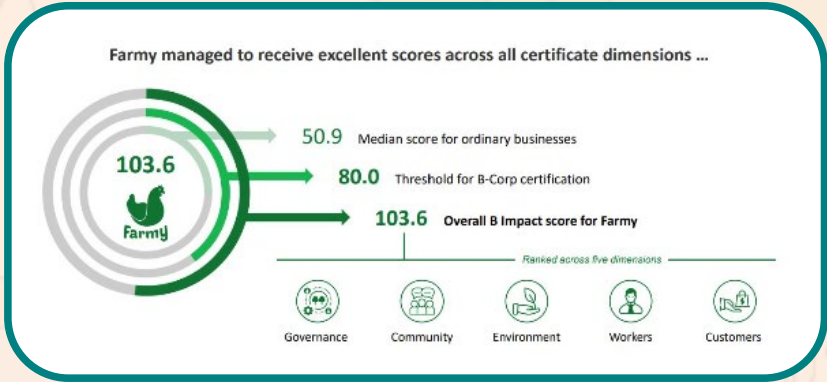 Farmy managed to receive excellent scores across all certificate dimensions ...
103.6
Farmy
50.9 Median score for ordinary businesses
80.0 Threshold for B-Corp certification
103.6 Overall B Impact score for Farmy
Ranked across five dimensions
Governance Community Environment Workers Customers